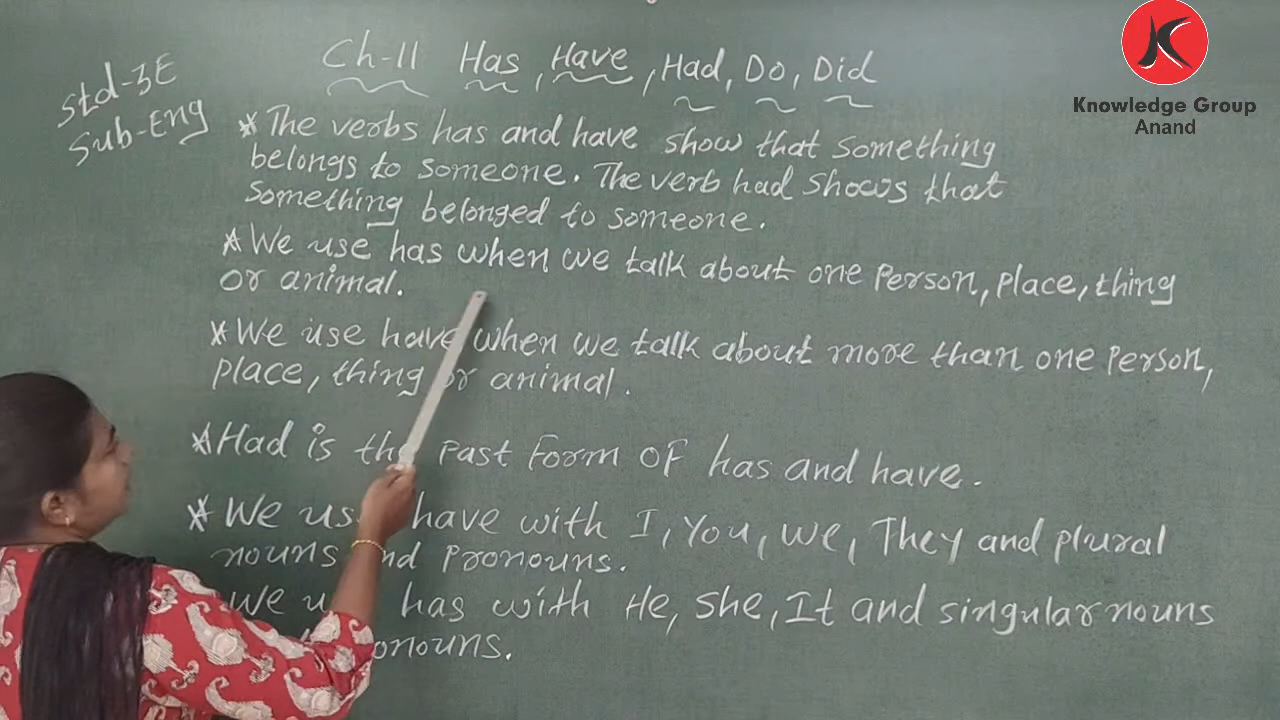 Std-3E
Sub-Eng
Ch-11 Has, Have, Had, Do, Did
* The verbs has and have show that something
belongs to someone. The verb had shows that
something belonged to someone.
* We use has when we talk about one person, place, thing
or animal.
* We use have when we talk about more than one person,
place, thing or animal.
* Had is the past form of has and have.
* We use have with I, You, we, They and plural
nouns and pronouns.
We u has with He, She, It and singular nouns
onouns.
K
Knowledge Group
Anand